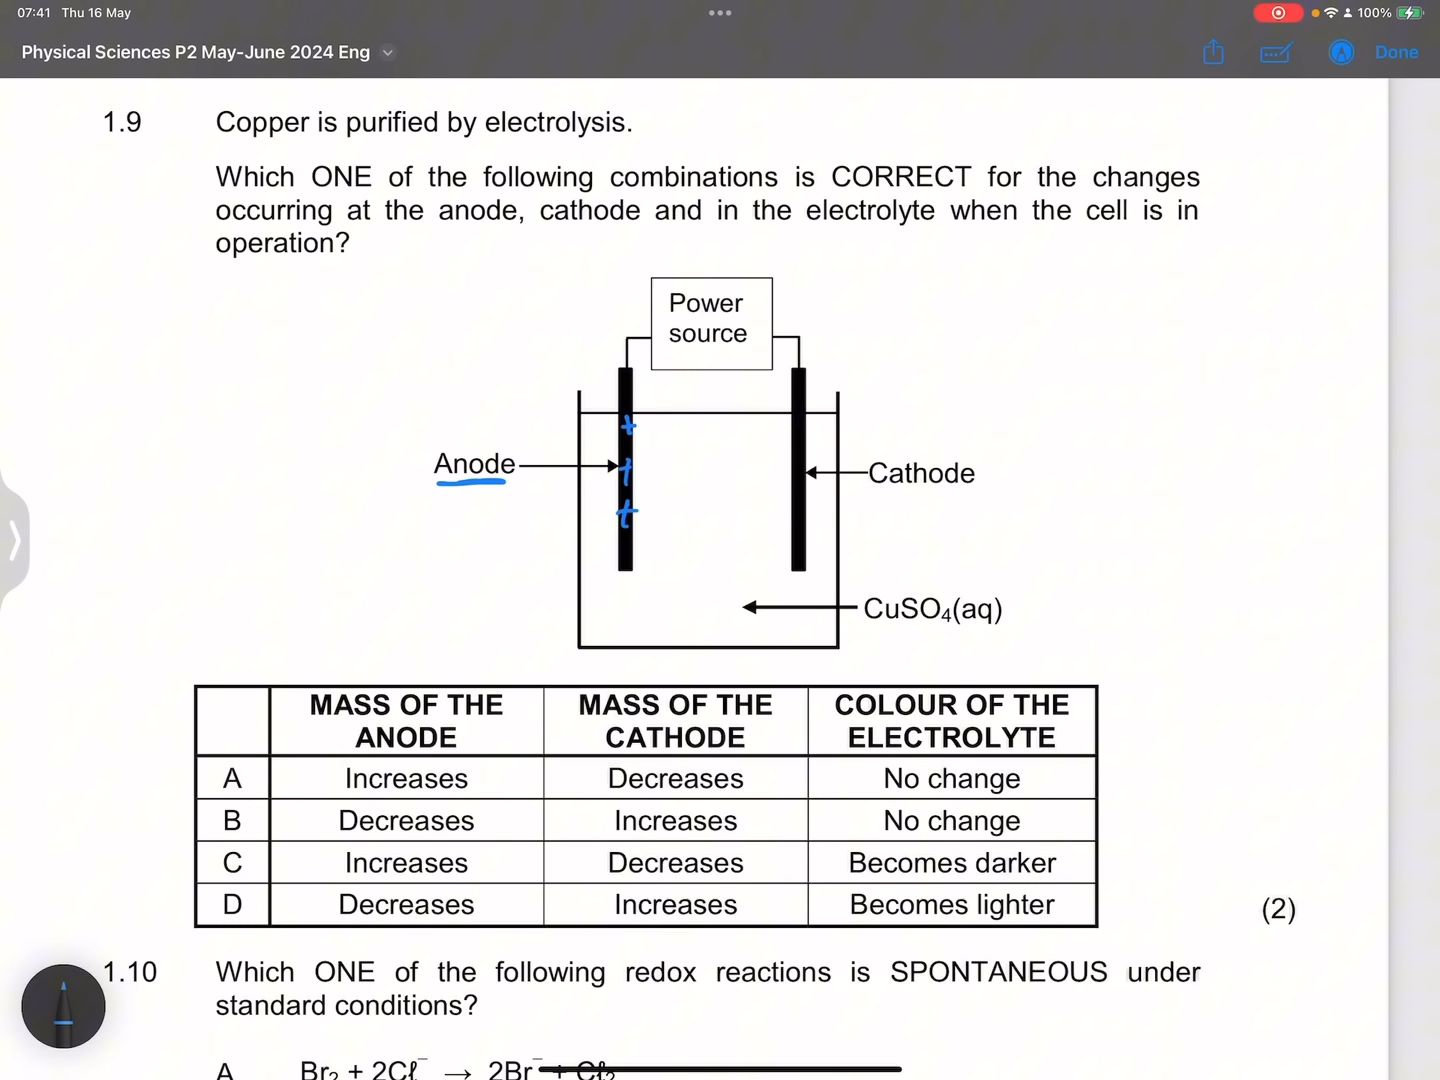 07:41 Thu 16 May
100%
Physical Sciences P2 May-June 2024 Eng
Done
1.9 Copper is purified by electrolysis.
Which ONE of the following combinations is CORRECT for the changes
occurring at the anode, cathode and in the electrolyte when the cell is in
operation?
Power
source
+
+
+
Anode
Cathode
CuSO₄(aq)
MASS OF THE ANODE MASS OF THE CATHODE COLOUR OF THE ELECTROLYTE
A Increases Decreases No change
B Decreases Increases No change
C Increases Decreases Becomes darker
D Decreases Increases Becomes lighter
(2)
1.10 Which ONE of the following redox reactions is SPONTANEOUS under
standard conditions?
A Br₂ + 2Cℓ⁻ → 2Br⁻ + Cℓ₂